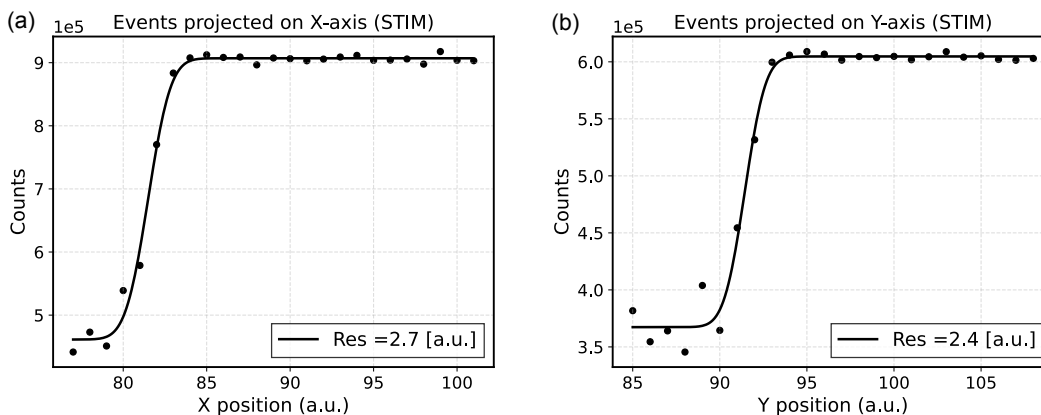 (a)
Events projected on X-axis (STIM)
1e5
9
8
7
6
5
Counts
80 85 90 95 100
X position (a.u.)
Res =2.7 [a.u.]
(b)
Events projected on Y-axis (STIM)
1e5
6.0
5.5
5.0
4.5
4.0
3.5
Counts
85 90 95 100 105
Y position (a.u.)
Res =2.4 [a.u.]